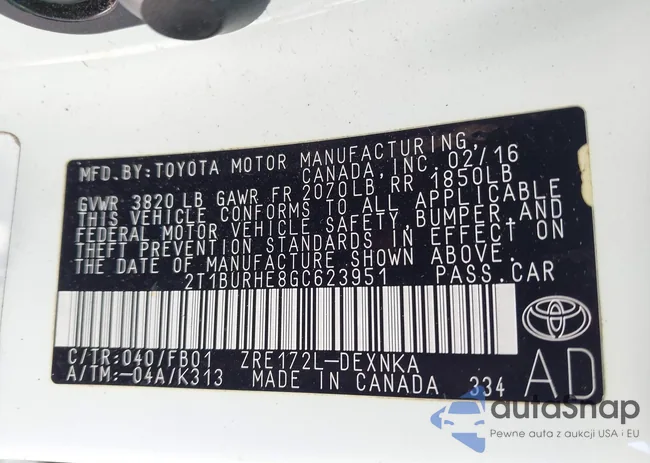 MFD.BY:TOYOTA MOTOR MANUFACTURING,
CANADA,INC. 02/16
GVWR 3820LB GAWR FR 2070LB RR 1850LB
THIS VEHICLE CONFORMS TO ALL APPLICABLE
FEDERAL MOTOR VEHICLE SAFETY,BUMPER,AND
THEFT PREVENTION STANDARDS IN EFFECT ON
THE DATE OF MANUFACTURE SHOWN ABOVE.
2T1BURHE8GC623951 PASS.CAR
C/TR:040/FB01 ZRE172L-DEXNKA
A/TM:-04A/K313 MADE IN CANADA 334
AD
autoSnap
Pewne auta z aukcji USA i EU